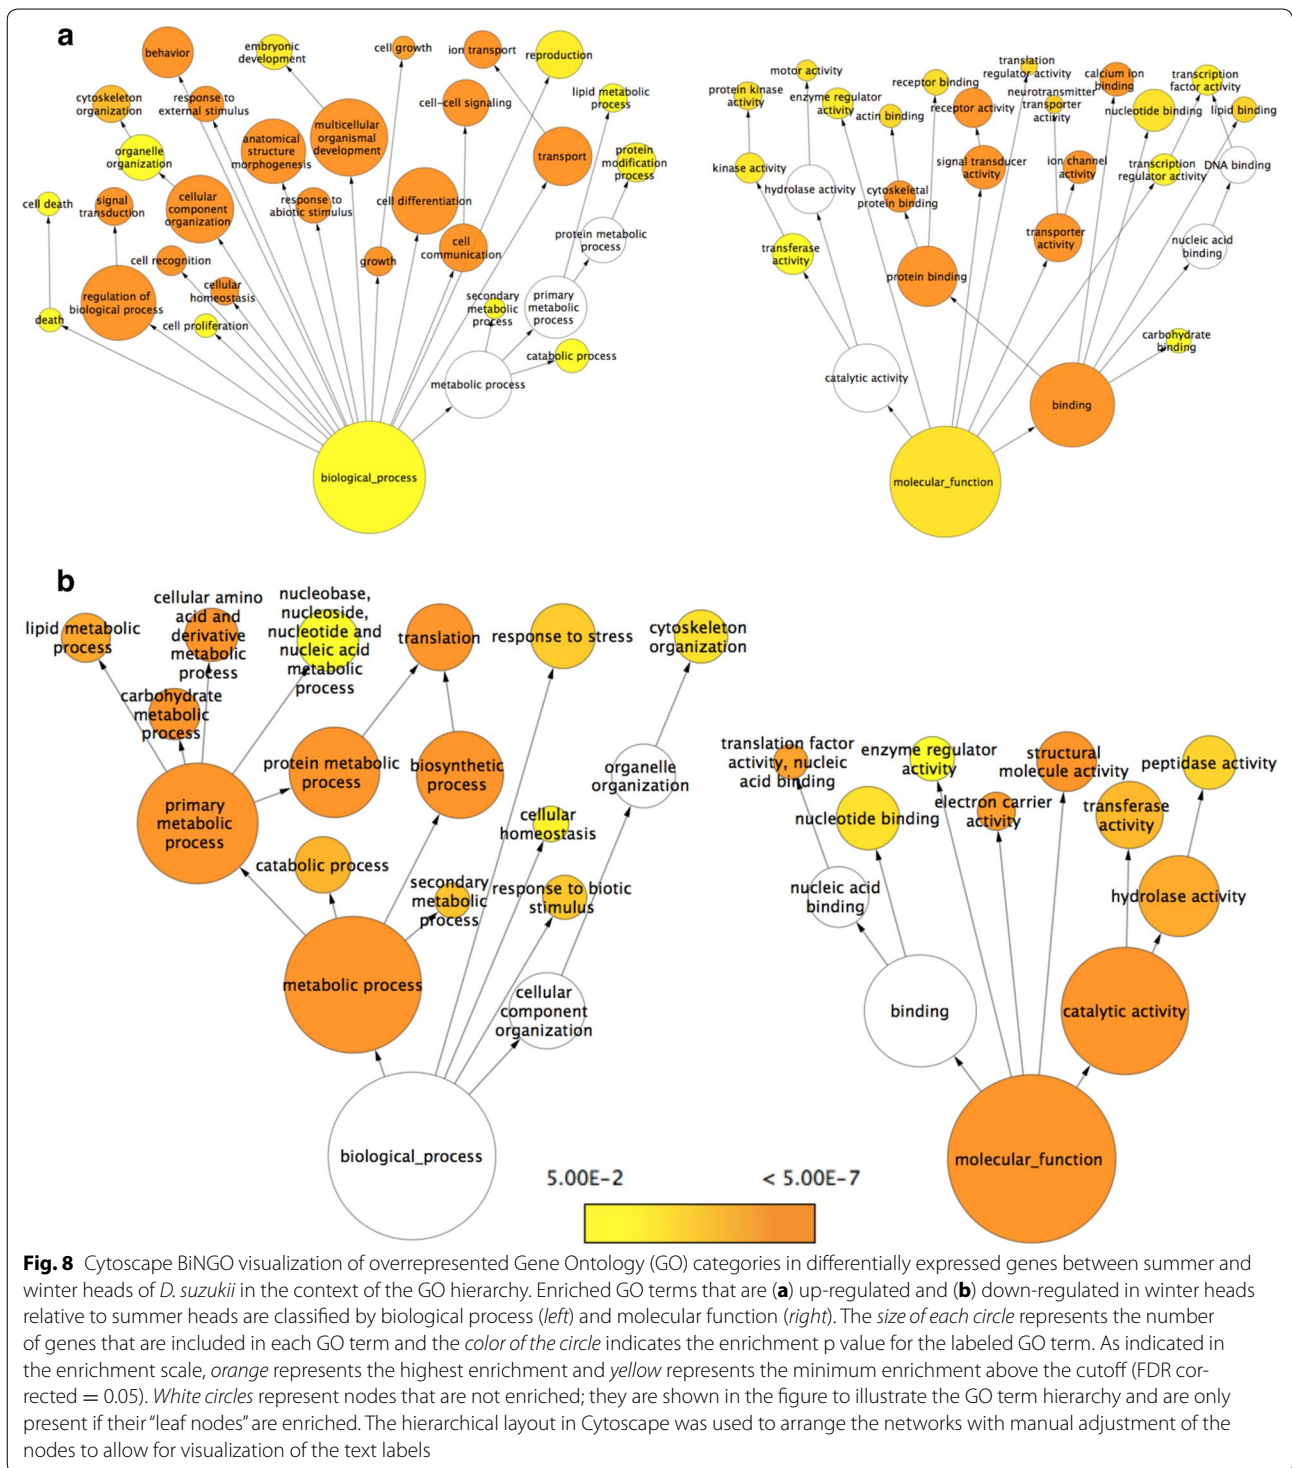 a
behavior
embryonic
development
cell growth
ion transport
reproduction
cytoskeleton
organization
response to
external stimulus
cell-cell signaling
lipid metabolic
process
organelle
organization
anatomical
structure
morphogenesis
multicellular
organismal
development
transport
protein
modification
process
cell death
signal
transduction
cellular
component
organization
response to
abiotic stimulus
cell differentiation
cell recognition
growth
cell
communication
protein metabolic
process
regulation of
biological process
cellular
homeostasis
death
cell proliferation
secondary
metabolic
process
primary
metabolic
process
catabolic process
metabolic process
biological_process
motor activity
translation
regulator activity
protein kinase
activity
enzyme regulator
activity
receptor binding
neurotransmitter
transporter
activity
calcium ion
binding
transcription
factor activity
actin binding
receptor activity
nucleotide binding
lipid binding
kinase activity
hydrolase activity
cytoskeletal
protein binding
signal transducer
activity
ion channel
activity
transcription
regulator activity
DNA binding
transferase
activity
protein binding
transporter
activity
nucleic acid
binding
carbohydrate
binding
catalytic activity
binding
molecular_function
b
lipid metabolic
process
cellular amino
acid and
derivative
metabolic
process
nucleobase,
nucleoside,
nucleotide and
nucleic acid
metabolic
process
translation
response to stress
cytoskeleton
organization
carbohydrate
metabolic
process
protein metabolic
process
biosynthetic
process
organelle
organization
primary
metabolic
process
cellular
homeostasis
catabolic process
secondary
metabolic
process
response to biotic
stimulus
metabolic process
cellular
component
organization
biological_process
translation factor
activity, nucleic
acid binding
enzyme regulator
activity
structural
molecule activity
peptidase activity
nucleotide binding
electron carrier
activity
transferase
activity
nucleic acid
binding
hydrolase activity
binding
catalytic activity
molecular_function
5.00E-2
< 5.00E-7
Fig. 8 Cytoscape BiNGO visualization of overrepresented Gene Ontology (GO) categories in differentially expressed genes between summer and
winter heads of D. suzukii in the context of the GO hierarchy. Enriched GO terms that are (a) up-regulated and (b) down-regulated in winter heads
relative to summer heads are classified by biological process (left) and molecular function (right). The size of each circle represents the number
of genes that are included in each GO term and the color of the circle indicates the enrichment p value for the labeled GO term. As indicated in
the enrichment scale, orange represents the highest enrichment and yellow represents the minimum enrichment above the cutoff (FDR cor-
rected = 0.05). White circles represent nodes that are not enriched; they are shown in the figure to illustrate the GO term hierarchy and are only
present if their “leaf nodes” are enriched. The hierarchical layout in Cytoscape was used to arrange the networks with manual adjustment of the
nodes to allow for visualization of the text labels